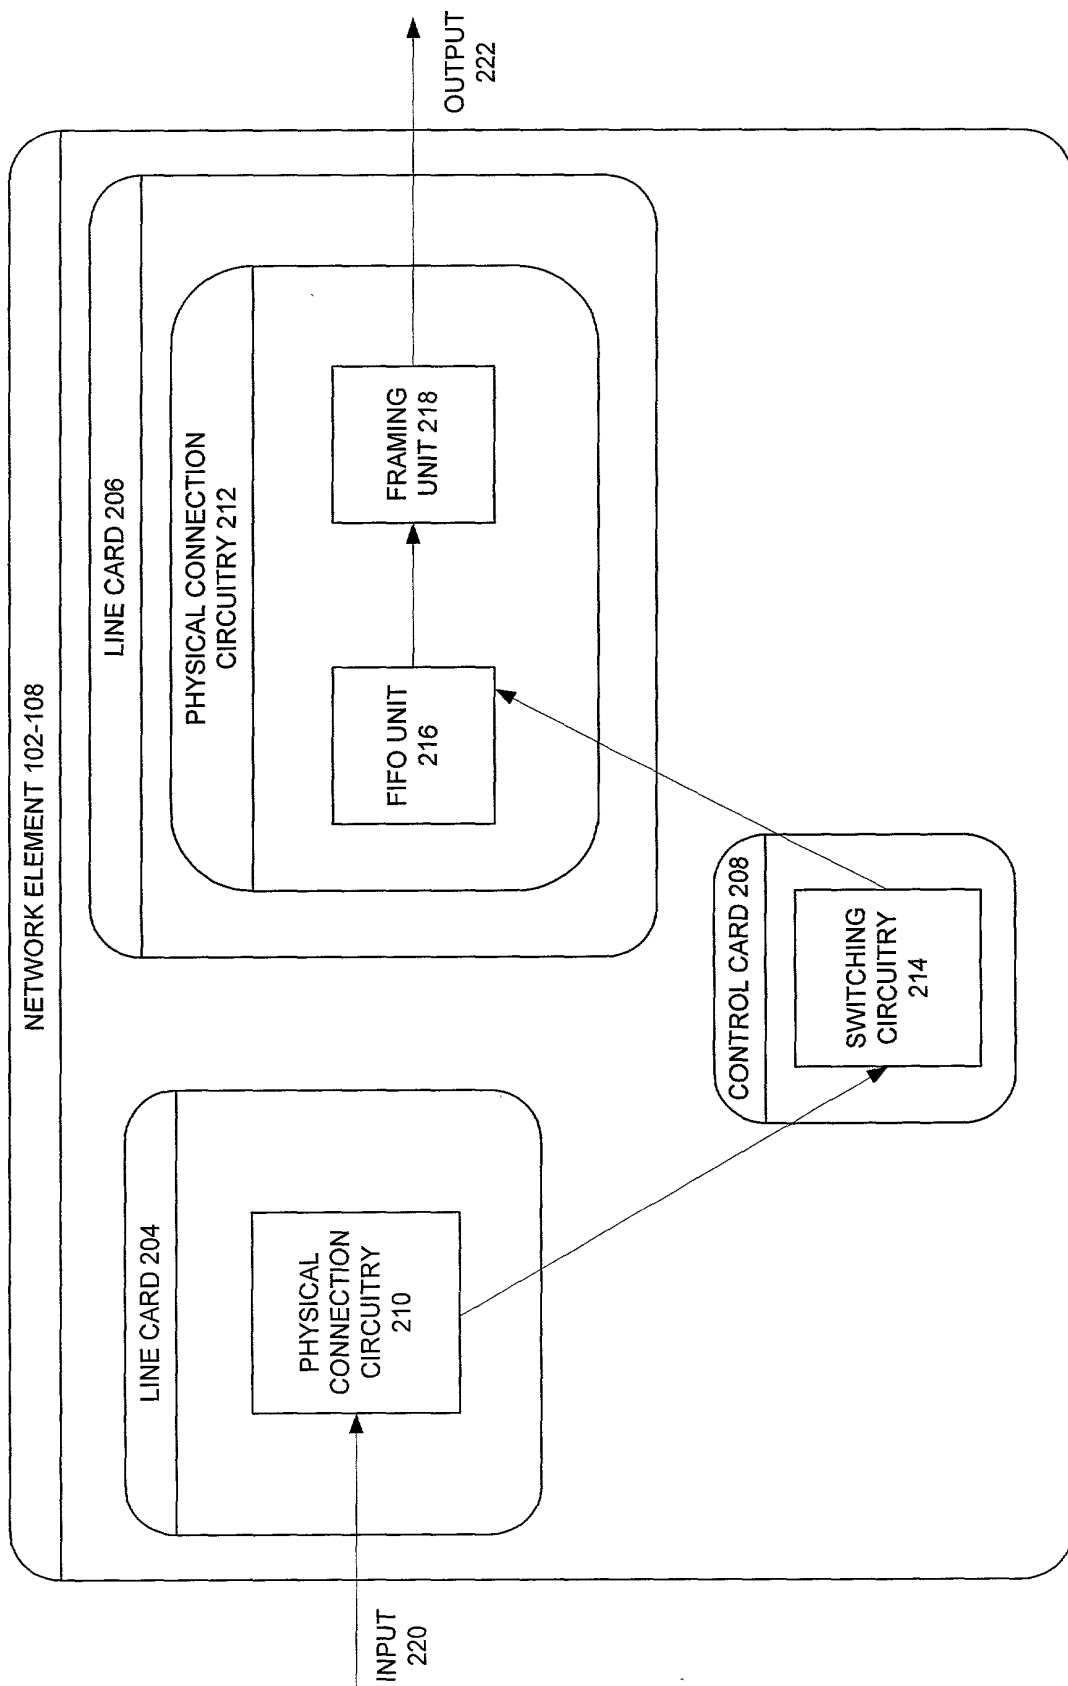 NETWORK ELEMENT 102-108
LINE CARD 204
PHYSICAL
CONNECTION
CIRCUITRY
210
INPUT
220
LINE CARD 206
PHYSICAL CONNECTION
CIRCUITRY 212
FIFO UNIT
216
FRAMING
UNIT 218
OUTPUT
222
CONTROL CARD 208
SWITCHING
CIRCUITRY
214